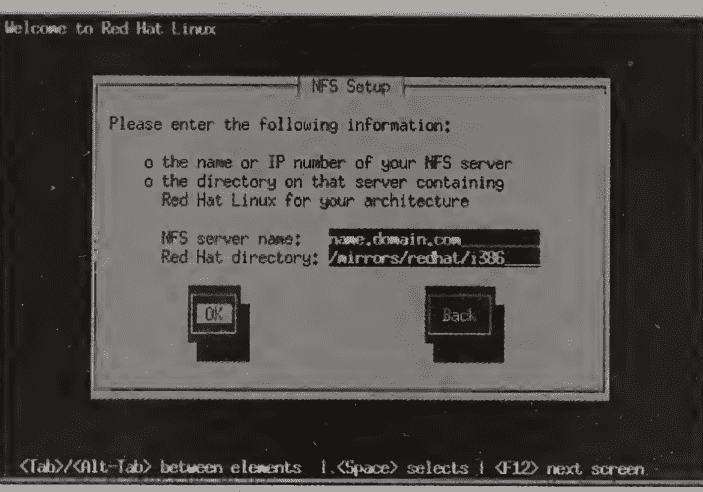 Welcome to Red Hat Linux
NFS Setup
Please enter the following information:
o the name or IP number of your NFS server
o the directory on that server containing
Red Hat Linux for your architecture
NFS server name: name.domain.com
Red Hat directory: /mirrors/redhat/i386
OK Back
<Tab>/<Alt-Tab> between elements | <Space> selects | <F12> next screen